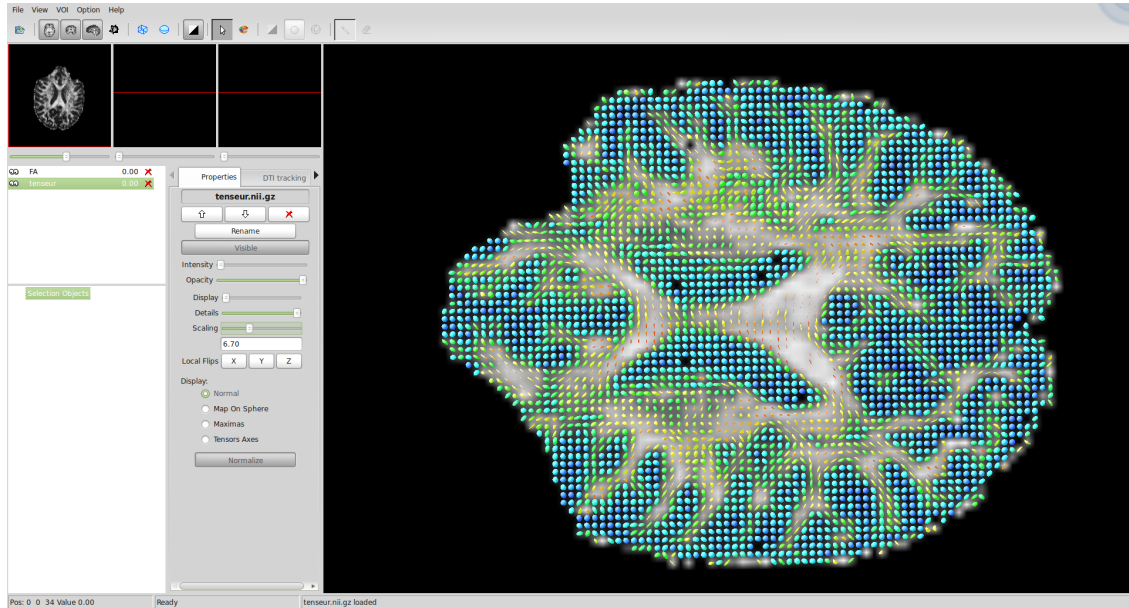 File View VOI Option Help
FA 0.00
tenseur 0.00
Selection Objects
Properties DTI tracking
tenseur.nii.gz
Rename
Visible
Intensity
Opacity
Display
Details
Scaling
6.70
Local Flips X Y Z
Display:
Normal
Map On Sphere
Maximas
Tensors Axes
Normalize
Pos: 0 0 34 Value 0.00 Ready tenseur.nii.gz loaded